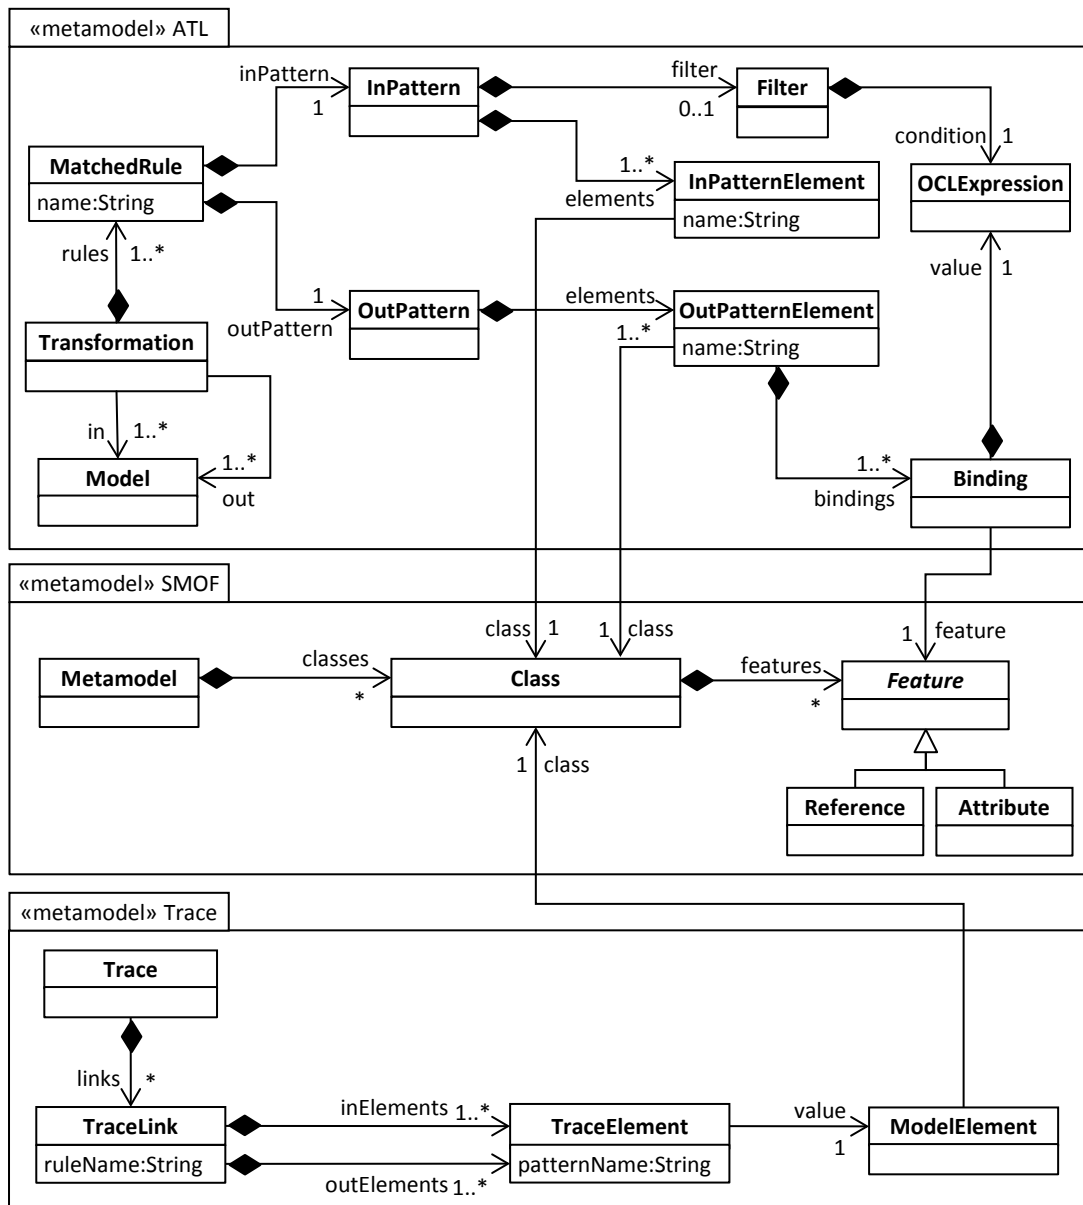 «metamodel» ATL
inPattern
1
InPattern
filter
0..1
Filter
condition
1
MatchedRule
name:String
1..*
elements
InPatternElement
name:String
OCLExpression
rules
1..*
value
1
1
outPattern
OutPattern
elements
1..*
OutPatternElement
name:String
Transformation
in
1..*
1..*
out
Model
1..*
bindings
Binding
«metamodel» SMOF
class
1
1
class
1
feature
Metamodel
classes
*
Class
features
*
Feature
1
class
Reference
Attribute
«metamodel» Trace
Trace
links
*
TraceLink
ruleName:String
inElements
1..*
outElements
1..*
TraceElement
patternName:String
value
1
ModelElement